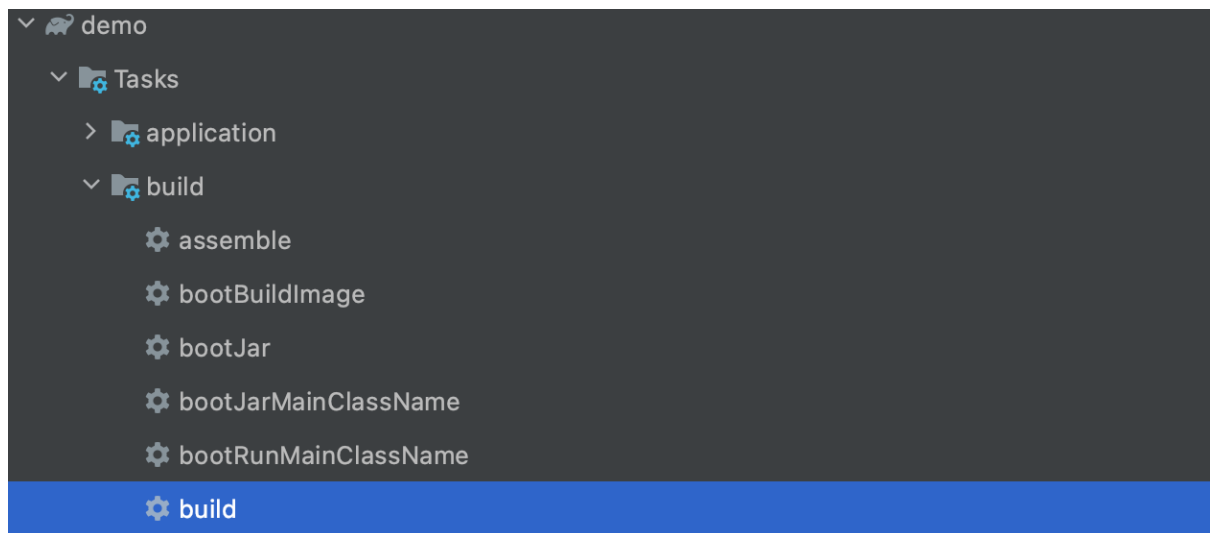 demo
Tasks
application
build
assemble
bootBuildImage
bootJar
bootJarMainClassName
bootRunMainClassName
build